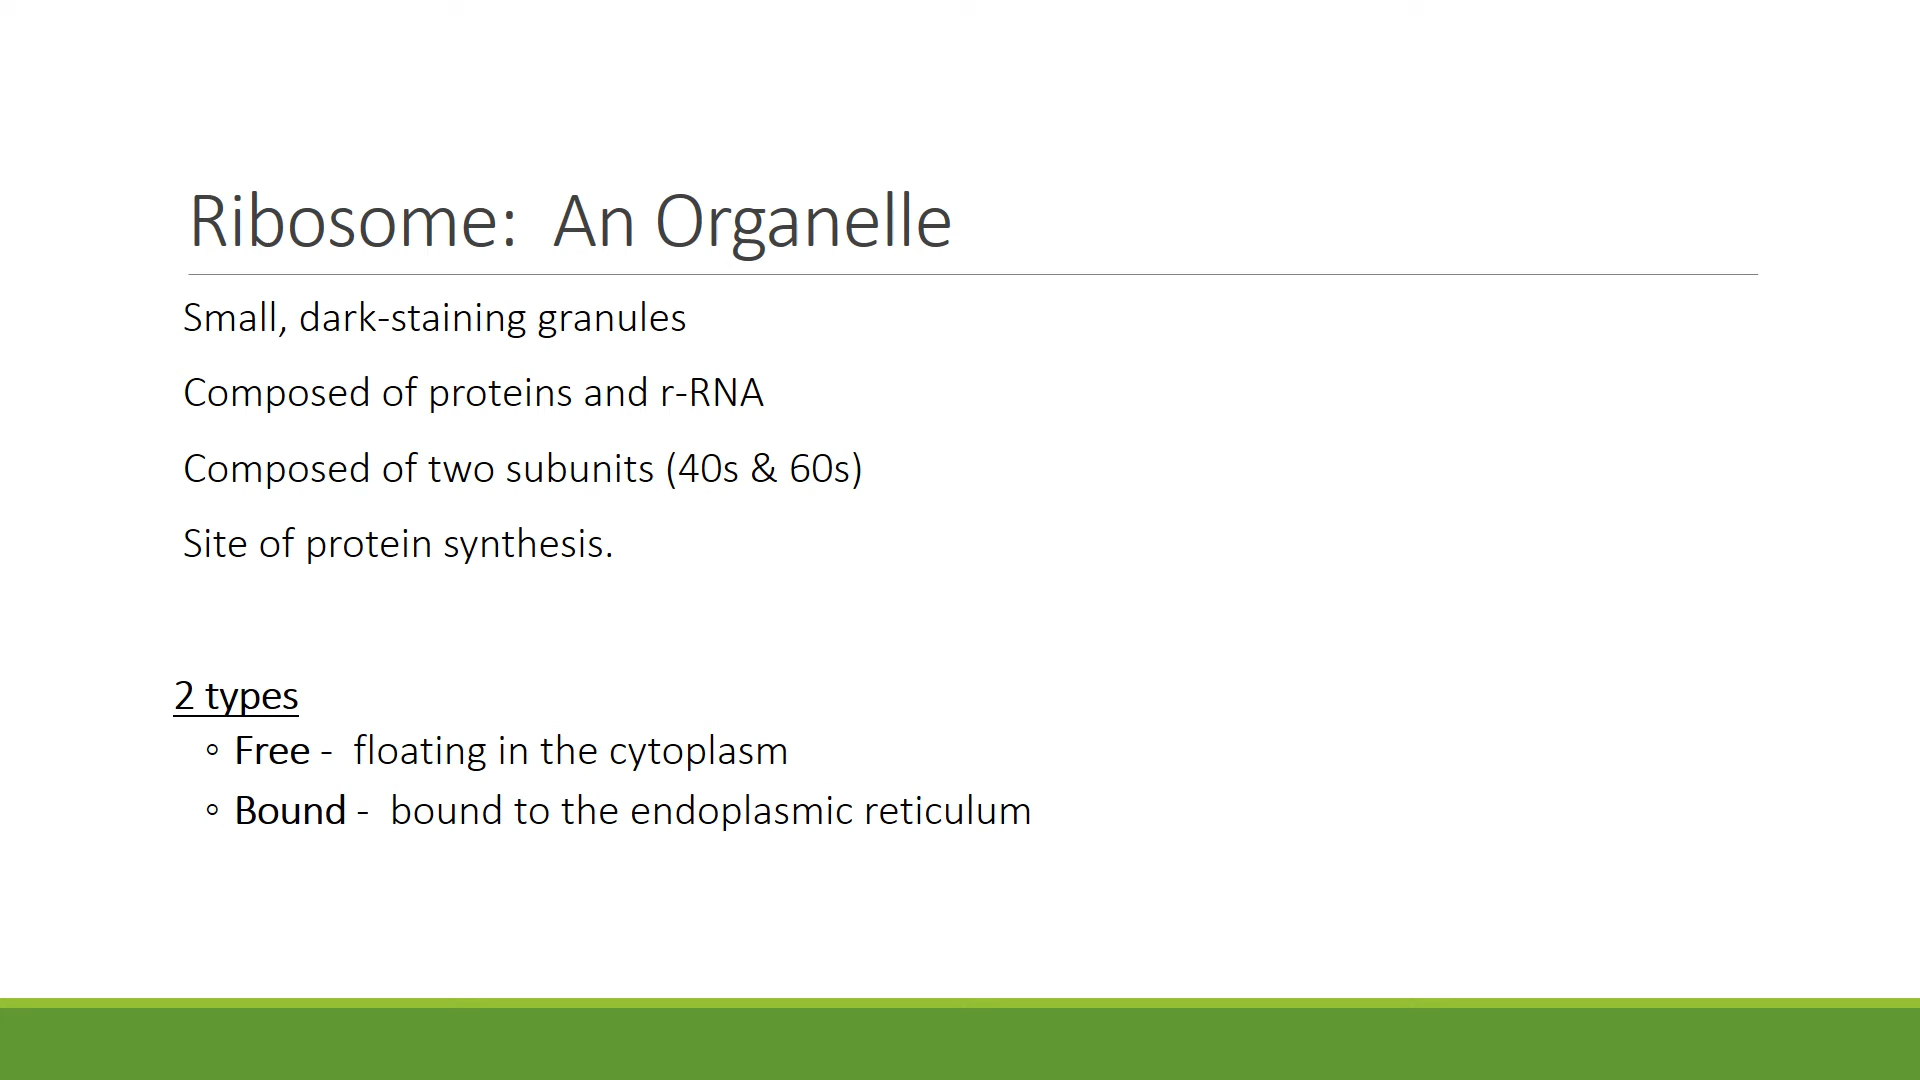 Ribosome:  An Organelle
Small, dark-staining granules
Composed of proteins and r-RNA
Composed of two subunits (40s & 60s)
Site of protein synthesis.
2 types
◦ Free -  floating in the cytoplasm
◦ Bound -  bound to the endoplasmic reticulum